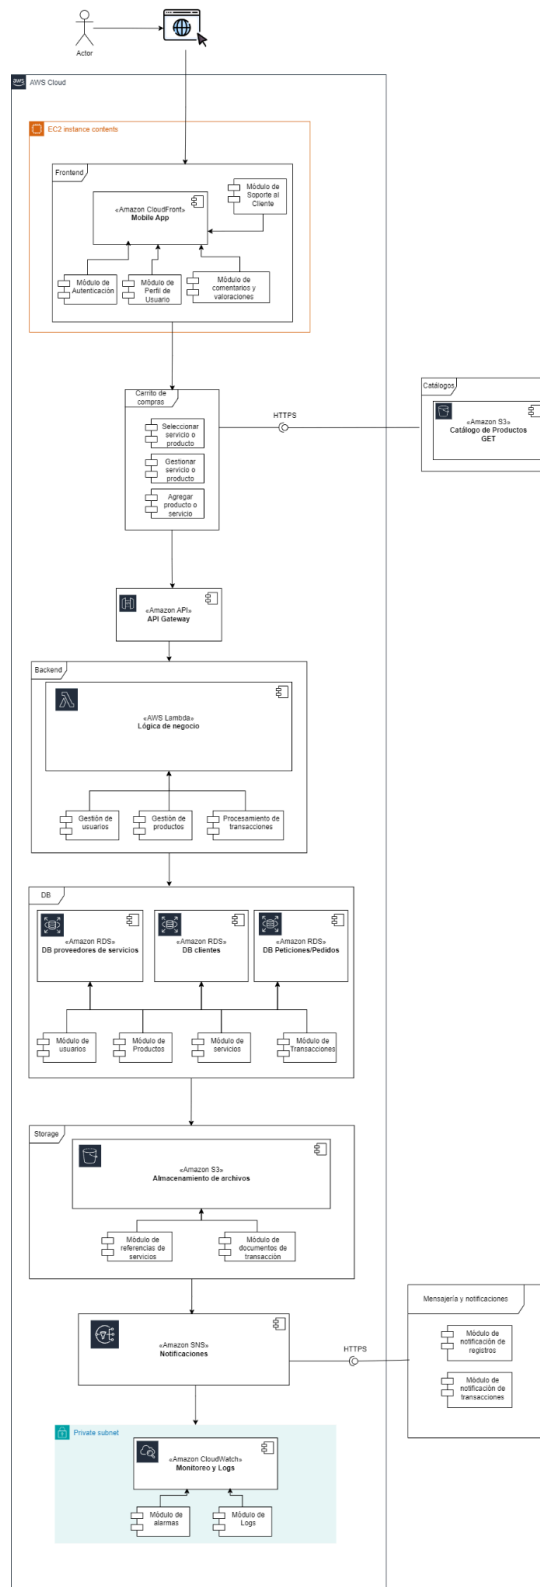 Actor
aws
AWS Cloud
EC2 instance contents
Frontend
«Amazon CloudFront»
Mobile App
Módulo de
Soporte al
Cliente
Módulo de
Autenticación
Módulo de
Perfil de
Usuario
Módulo de
comentarios y
valoraciones
Carrito de
compras
Seleccionar
servicio o
producto
Gestionar
servicio o
producto
Agregar
producto o
servicio
HTTPS
Catálogos
«Amazon S3»
Catálogo de Productos
GET
«Amazon API»
API Gateway
Backend
«AWS Lambda»
Lógica de negocio
Gestión de
usuarios
Gestión de
productos
Procesamiento de
transacciones
DB
«Amazon RDS»
DB proveedores de servicios
«Amazon RDS»
DB clientes
«Amazon RDS»
DB Peticiones/Pedidos
Módulo de
usuarios
Módulo de
Productos
Módulo de
servicios
Módulo de
Transacciones
Storage
«Amazon S3»
Almacenamiento de archivos
Módulo de
referencias de
servicios
Módulo de
documentos de
transacción
«Amazon SNS»
Notificaciones
HTTPS
Mensajería y notificaciones
Módulo de
notificación de
registros
Módulo de
notificación de
transacciones
Private subnet
«Amazon CloudWatch»
Monitoreo y Logs
Módulo de
alarmas
Módulo de
Logs